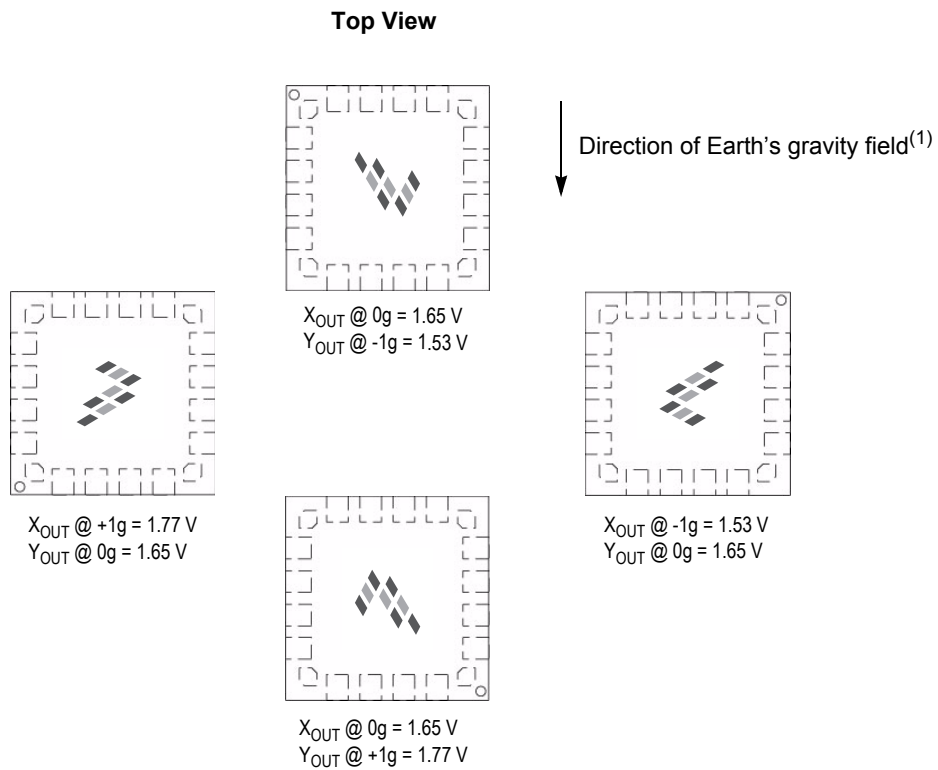 Top View
Direction of Earth's gravity field(1)
XOUT @ 0g = 1.65 V
YOUT @ -1g = 1.53 V
XOUT @ +1g = 1.77 V
YOUT @ 0g = 1.65 V
XOUT @ -1g = 1.53 V
YOUT @ 0g = 1.65 V
XOUT @ 0g = 1.65 V
YOUT @ +1g = 1.77 V